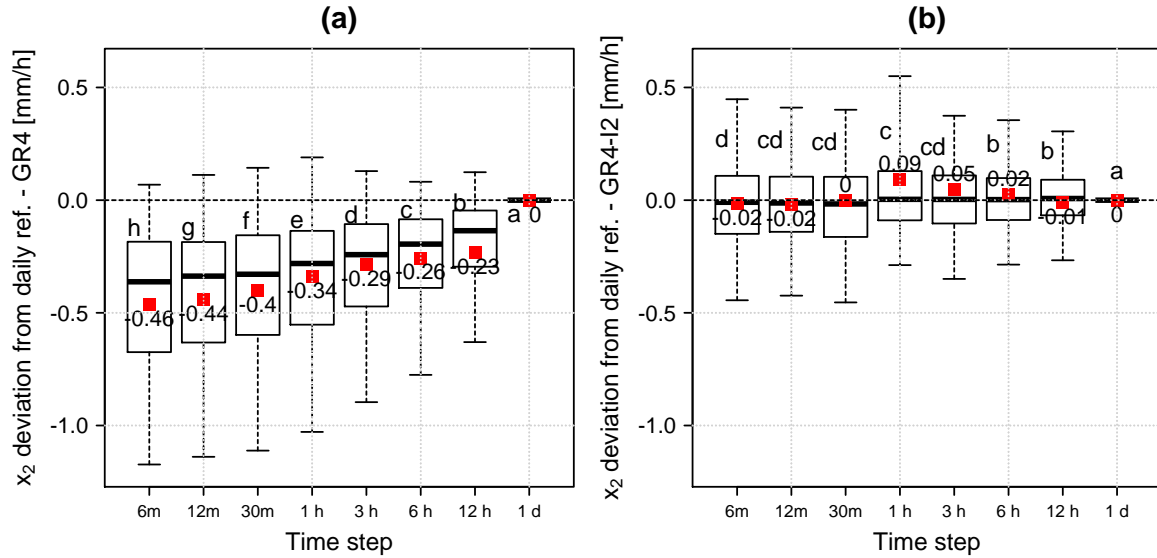 (a)
x2 deviation from daily ref. - GR4 [mm/h]
0.5
0.0
-0.5
-1.0
h
g
f
e
d
c
b
a
-0.46
-0.44
-0.4
-0.34
-0.29
-0.26
-0.23
0
6m 12m 30m 1 h 3 h 6 h 12 h 1 d
Time step
(b)
x2 deviation from daily ref. - GR4-I2 [mm/h]
0.5
0.0
-0.5
-1.0
d
cd
cd
c
cd
b
b
a
-0.02
-0.02
0
0.09
0.05
0.02
-0.01
0
6m 12m 30m 1 h 3 h 6 h 12 h 1 d
Time step